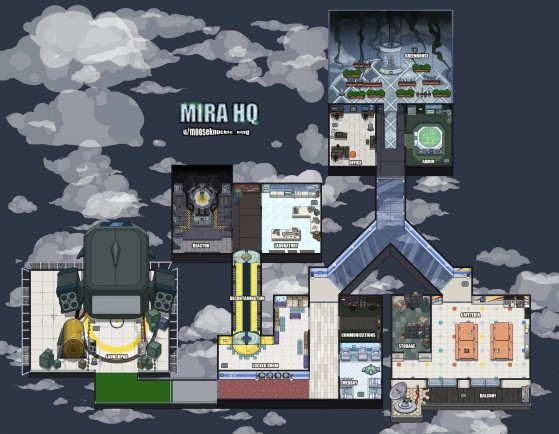 GREENHOUSE
MIRA HQ
OFFICE
ADMIN
REACTOR
LABORATORY
DECONTAMINATION
CAFETERIA
COMMUNICATIONS
STORAGE
LAUNCHPAD
LOCKER ROOM
MEDBAY
BALCONY